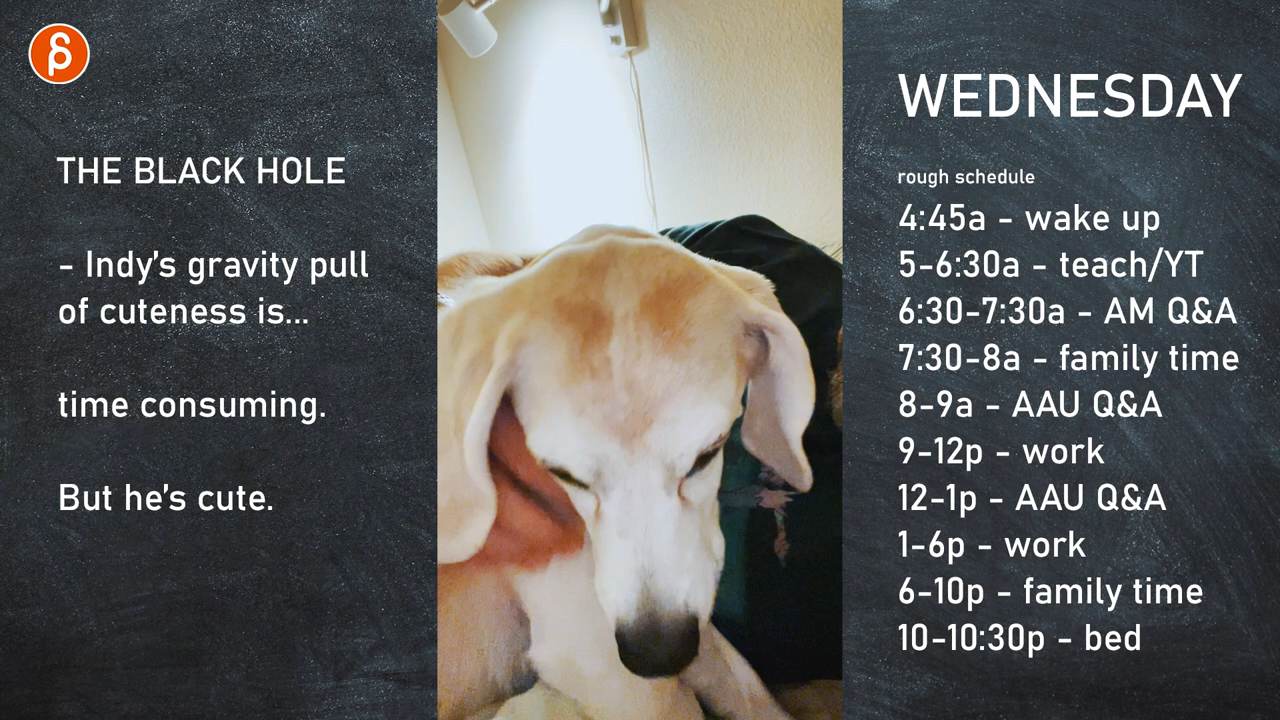 THE BLACK HOLE
- Indy's gravity pull
of cuteness is...
time consuming.
But he's cute.
WEDNESDAY
rough schedule
4:45a - wake up
5-6:30a - teach/YT
6:30-7:30a - AM Q&A
7:30-8a - family time
8-9a - AAU Q&A
9-12p - work
12-1p - AAU Q&A
1-6p - work
6-10p - family time
10-10:30p - bed